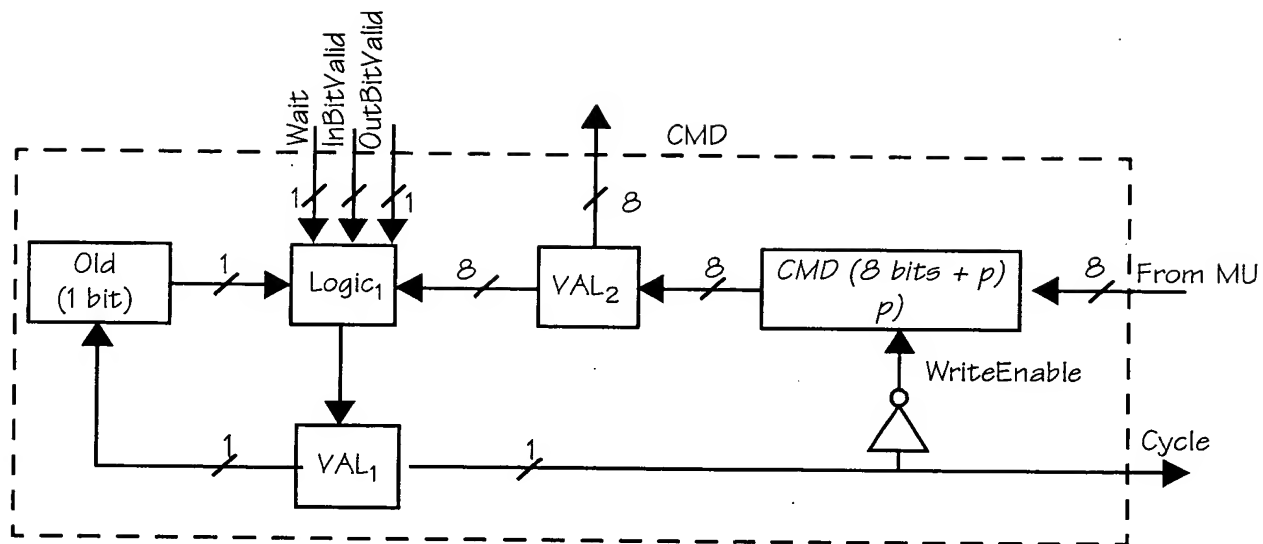 Wait
InBitValid
OutBitValid
CMD
1
1
8
Old
(1 bit)
1
Logic1
8
VAL2
8
CMD (8 bits + p)
p)
8
From MU
WriteEnable
1
VAL1
1
Cycle